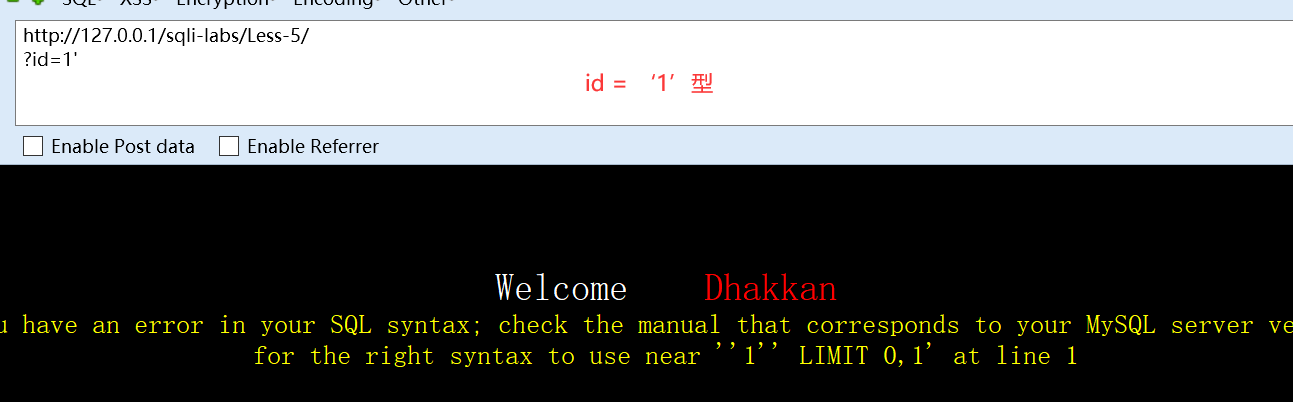 SQL XSS Encryption Encoding Other
http://127.0.0.1/sqli-labs/Less-5/
?id=1'
id = ‘1’ 型
Enable Post data Enable Referrer
Welcome Dhakkan
have an error in your SQL syntax; check the manual that corresponds to your MySQL server
for the right syntax to use near ''1'' LIMIT 0,1' at line 1